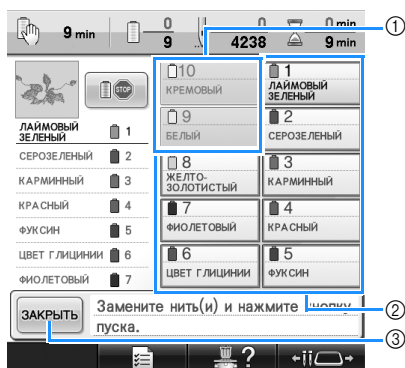 9 min
0
9
0
4238
0 min
9 min
①
STOP
10
КРЕМОВЫЙ
1
ЛАЙМОВЫЙ
ЗЕЛЕНЫЙ
9
БЕЛЫЙ
2
СЕРОЗЕЛЕНЫЙ
8
ЖЕЛТО-
ЗОЛОТИСТЫЙ
3
КАРМИННЫЙ
7
ФИОЛЕТОВЫЙ
4
КРАСНЫЙ
6
ЦВЕТ ГЛИЦИНИИ
5
ФУКСИН
ЛАЙМОВЫЙ
ЗЕЛЕНЫЙ 1
СЕРОЗЕЛЕНЫЙ 2
КАРМИННЫЙ 3
КРАСНЫЙ 4
ФУКСИН 5
ЦВЕТ ГЛИЦИНИИ 6
ФИОЛЕТОВЫЙ 7
ЗАКРЫТЬ
Замените нить(и) и нажмите кнопку
пуска.
②
③
?